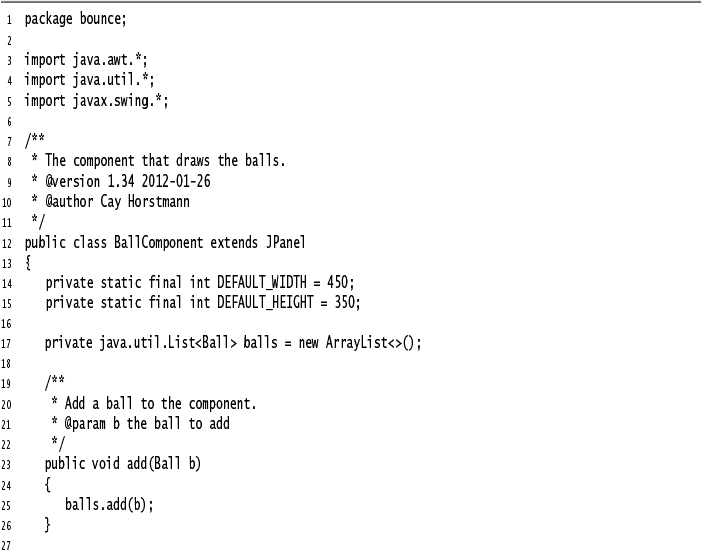 1 package bounce;
2
3 import java.awt.*;
4 import java.util.*;
5 import javax.swing.*;
6
7 /**
8  * The component that draws the balls.
9  * @version 1.34 2012-01-26
10  * @author Cay Horstmann
11  */
12 public class BallComponent extends JPanel
13 {
14    private static final int DEFAULT_WIDTH = 450;
15    private static final int DEFAULT_HEIGHT = 350;
16
17    private java.util.List<Ball> balls = new ArrayList<>();
18
19    /**
20     * Add a ball to the component.
21     * @param b the ball to add
22     */
23    public void add(Ball b)
24    {
25       balls.add(b);
26    }
27